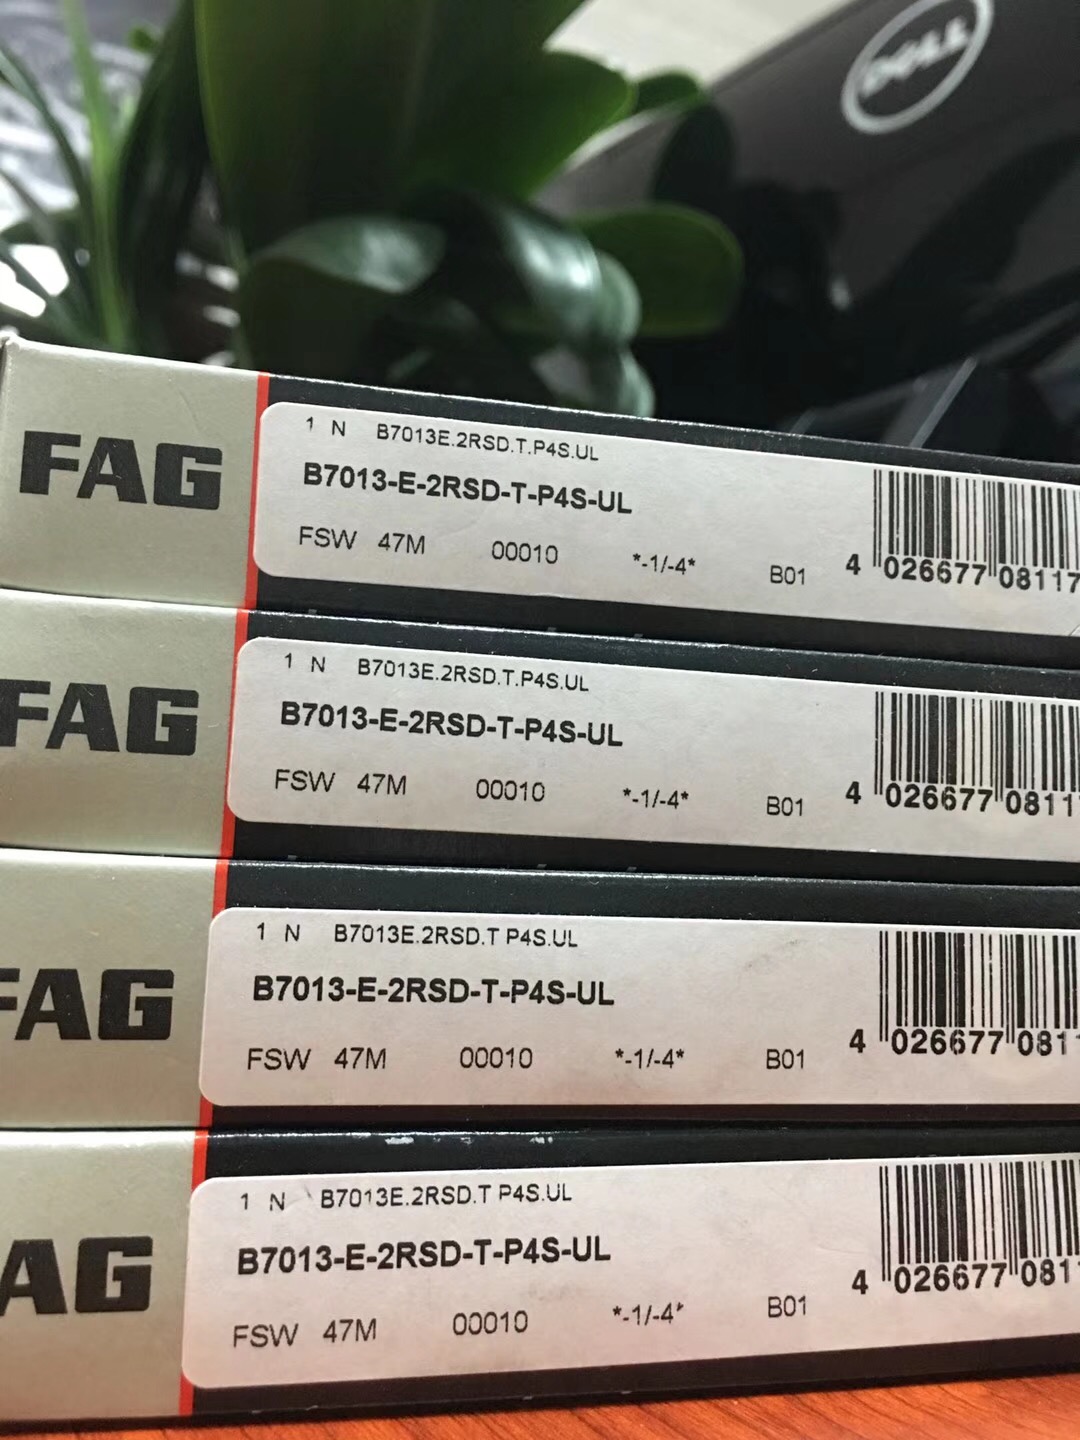 DELL
FAG
1 N B7013E.2RSD.T.P4S.UL
B7013-E-2RSD-T-P4S-UL
FSW 47M 00010 *-1/-4* B01
4 026677 08117
FAG
1 N B7013E.2RSD.T.P4S.UL
B7013-E-2RSD-T-P4S-UL
FSW 47M 00010 *-1/-4* B01
4 026677 0811
FAG
1 N B7013E.2RSD.T P4S.UL
B7013-E-2RSD-T-P4S-UL
FSW 47M 00010 *-1/-4* B01
4 026677 081
AG
1 N B7013E.2RSD.T P4S.UL
B7013-E-2RSD-T-P4S-UL
FSW 47M 00010 *-1/-4* B01
4 026677 081